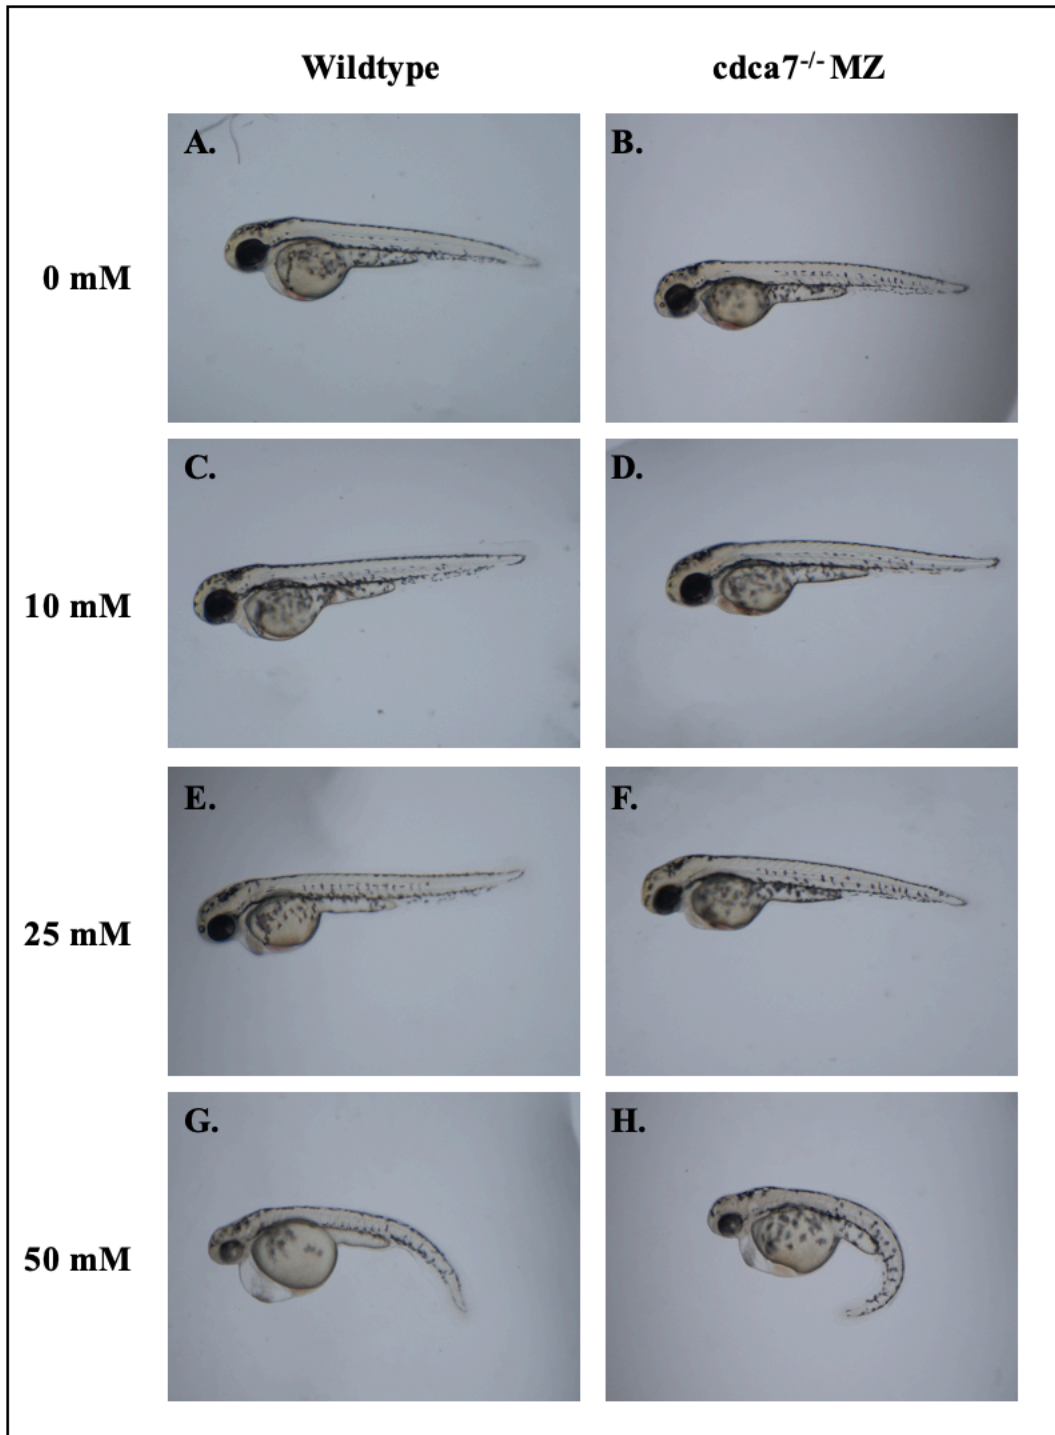 Wildtype cdca7-/- MZ
A. B.
0 mM
C. D.
10 mM
E. F.
25 mM
G. H.
50 mM